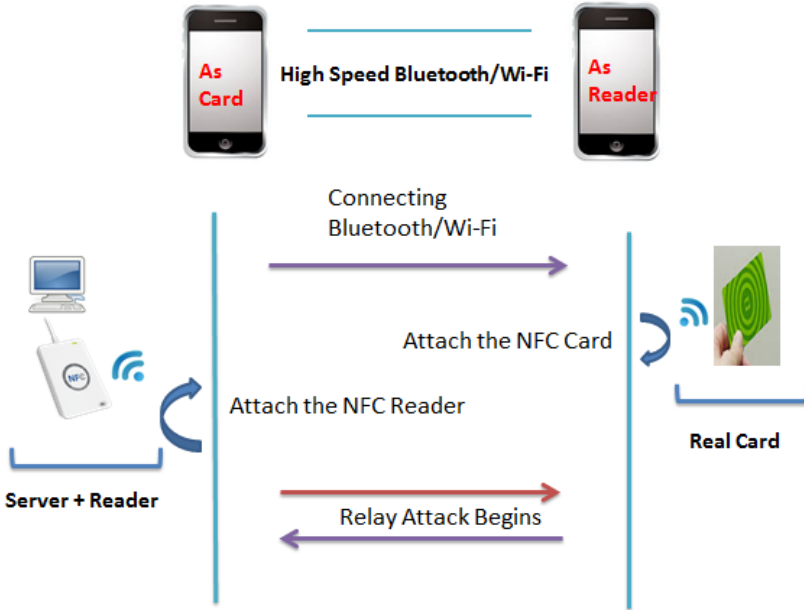 As
Card
High Speed Bluetooth/Wi-Fi
As
Reader
Connecting
Bluetooth/Wi-Fi
Attach the NFC Card
NFC
Attach the NFC Reader
Real Card
Server + Reader
Relay Attack Begins